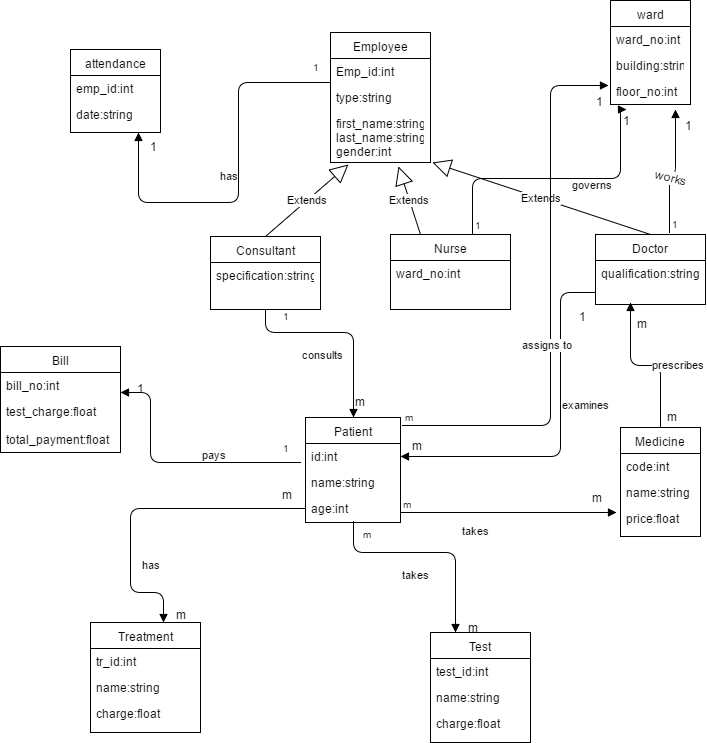 ward
ward_no:int
building:strin
floor_no:int
Employee
Emp_id:int
type:string
first_name:string
last_name:string
gender:int
attendance
emp_id:int
date:string
1
1
1
1
1
has
governs
works
Extends
Extends
Extends
1
1
Consultant
specification:string
Nurse
ward_no:int
Doctor
qualification:string
1
1
m
consults
assigns to
prescribes
Bill
bill_no:int
test_charge:float
total_payment:float
1
m
examines
m
m
Patient
id:int
name:string
age:int
m
1
pays
Medicine
code:int
name:string
price:float
m
m
m
takes
m
has
takes
m
m
Treatment
tr_id:int
name:string
charge:float
Test
test_id:int
name:string
charge:float